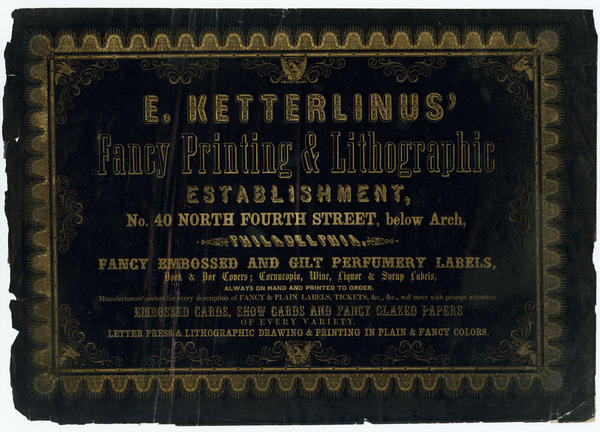 E. KETTERLINUS'
Fancy Printing & Lithographic
ESTABLISHMENT,
No. 40 NORTH FOURTH STREET, below Arch,
PHILADELPHIA.
FANCY EMBOSSED AND GILT PERFUMERY LABELS,
Book & Box Covers; Cornucopia, Wine, Liquor & Syrup Labels,
ALWAYS ON HAND AND PRINTED TO ORDER.
Manufacturers' orders for every description of FANCY & PLAIN LABELS, TICKETS, &c., &c., will meet with prompt attention.
EMBOSSED CARDS, SHOW CARDS AND FANCY GLAZED PAPERS
OF EVERY VARIETY.
LETTER PRESS & LITHOGRAPHIC DRAWING & PRINTING IN PLAIN & FANCY COLORS.